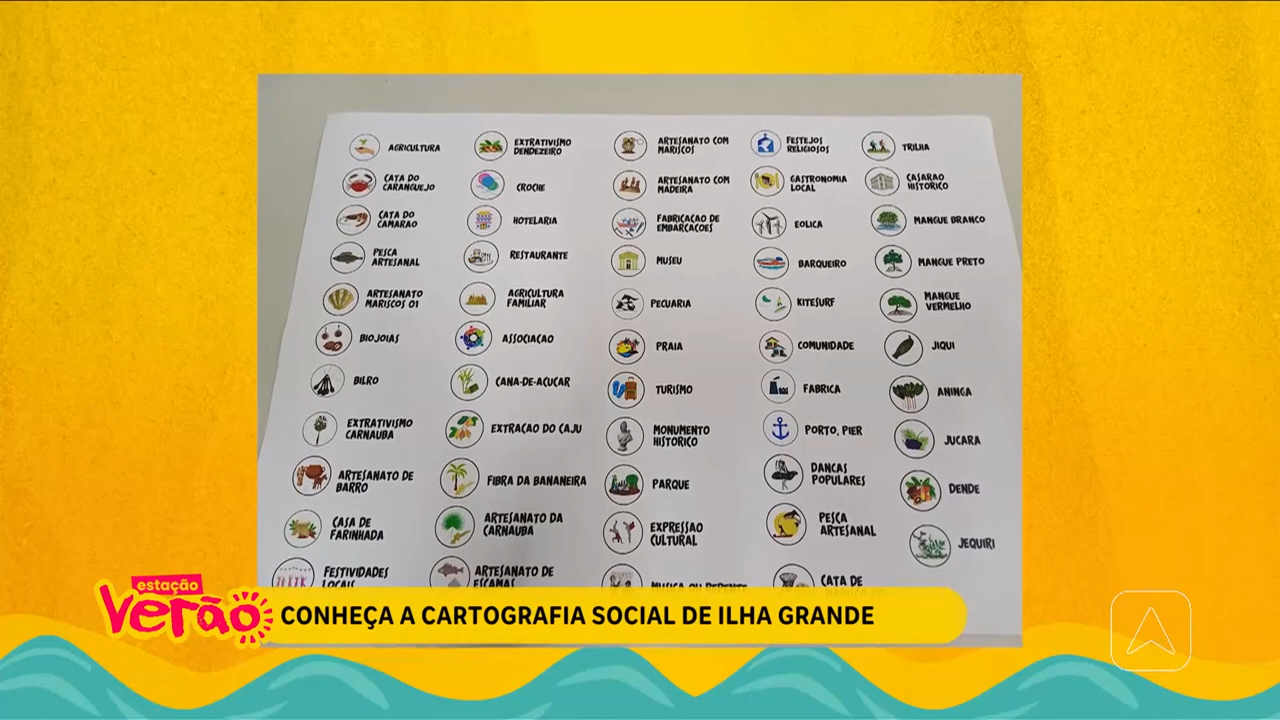 AGRICULTURA
CATA DO
CARANGUEJO
CATA DO
CAMARAO
PESCA
ARTESANAL
ARTESANATO
MARISCOS 01
BIOJOIAS
BILRO
EXTRATIVISMO
CARNAUBA
ARTESANATO DE
BARRO
CASA DE
FARINHADA
FESTIVIDADES
LOCAIS
EXTRATIVISMO
DENDEZEIRO
CROCHE
HOTELARIA
RESTAURANTE
AGRICULTURA
FAMILIAR
ASSOCIACAO
CANA-DE-ACUCAR
EXTRACAO DO CAJU
FIBRA DA BANANEIRA
ARTESANATO DA
CARNAUBA
ARTESANATO DE
ESCAMAS
ARTESANATO COM
MARISCOS
ARTESANATO COM
MADEIRA
FABRICACAO DE
EMBARCACOES
MUSEU
PECUARIA
PRAIA
TURISMO
MONUMENTO
HISTORICO
PARQUE
EXPRESSAO
CULTURAL
MUSICA OU REPENTE
FESTEJOS
RELIGIOSOS
GASTRONOMIA
LOCAL
EOLICA
BARQUEIRO
KITESURF
COMUNIDADE
FABRICA
PORTO, PIER
DANCAS
POPULARES
PESCA
ARTESANAL
CATA DE
TRILHA
CASARAO
HISTORICO
MANGUE BRANCO
MANGUE PRETO
MANGUE
VERMELHO
JIQUI
ANINGA
JUCARA
DENDE
JEQUIRI
estação
Verão
CONHEÇA A CARTOGRAFIA SOCIAL DE ILHA GRANDE